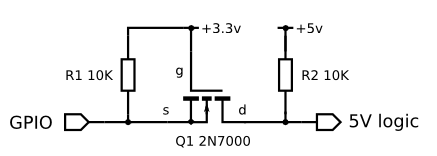 +3.3v
+5v
R1 10K
g
R2 10K
s
d
GPIO
5V logic
Q1 2N7000